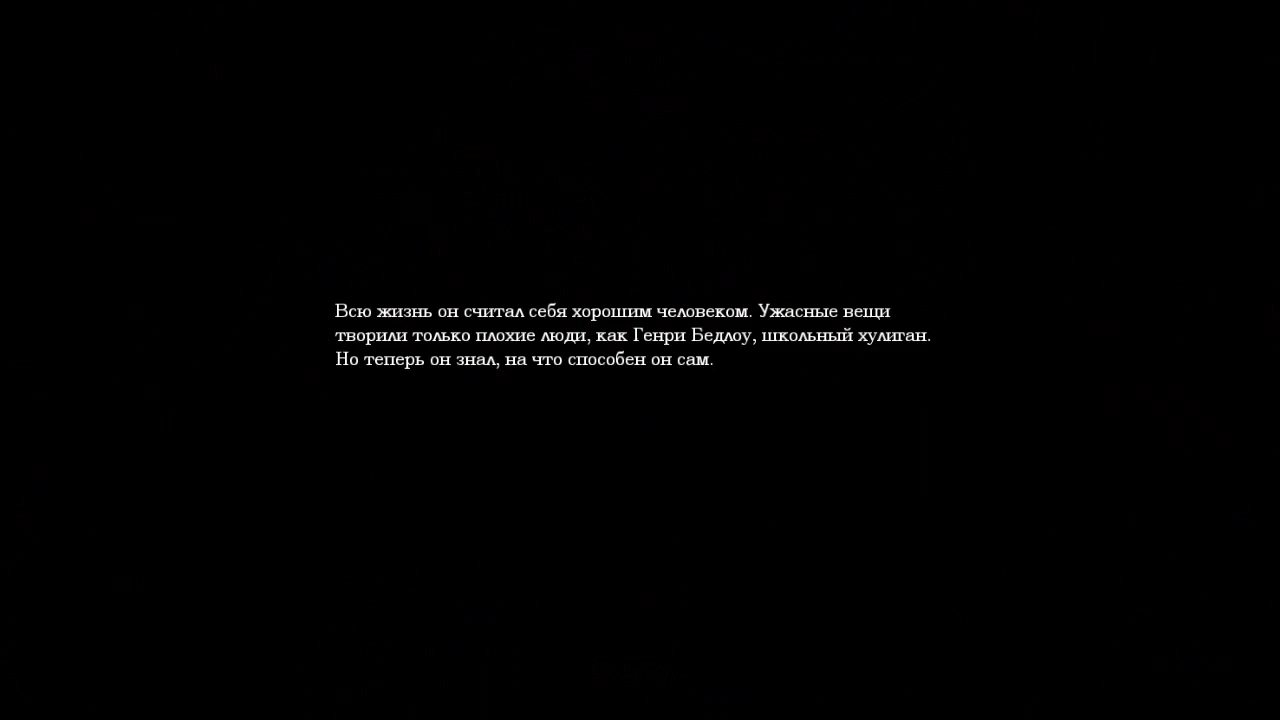 Всю жизнь он считал себя хорошим человеком. Ужасные вещи
творили только плохие люди, как Генри Бедлоу, школьный хулиган.
Но теперь он знал, на что способен он сам.